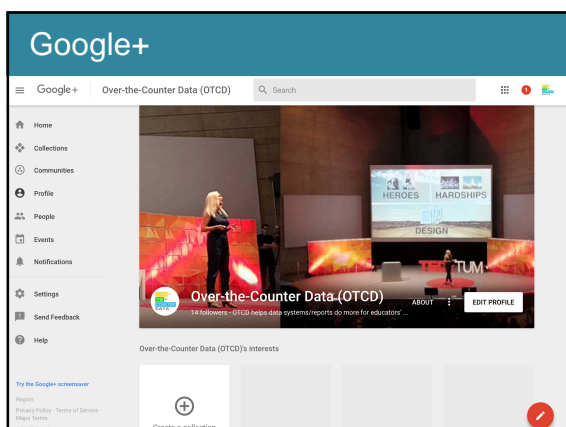 Google+
Google+ Over-the-Counter Data (OTCD) Search 1
Home
Collections
Communities
Profile
People
Events
Notifications
Settings
Send Feedback
Help
Try the Google+ screensaver
Region
Privacy Policy - Terms of Service -
Maps Terms
HEROES HARDSHIPS
DESIGN
TUM
Over-the-Counter Data (OTCD)
14 followers - OTCD helps data systems/reports do more for educators' ...
ABOUT EDIT PROFILE
Over-the-Counter Data (OTCD)'s interests
Create a collection